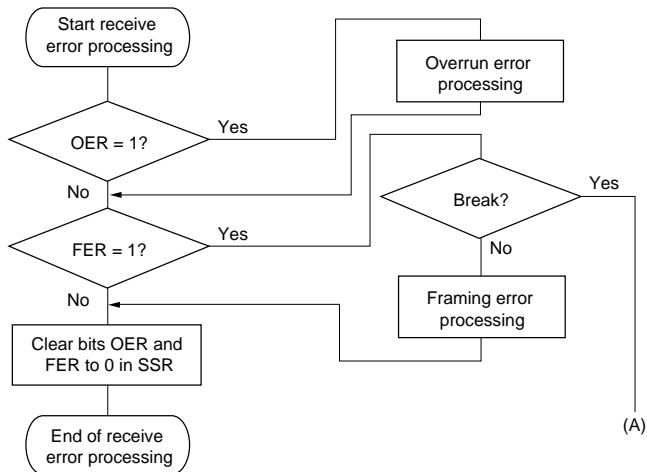 Start receive
error processing
Overrun error
processing
OER = 1?
Yes
No
Break?
Yes
FER = 1?
Yes
No
No
Framing error
processing
Clear bits OER and
FER to 0 in SSR
End of receive
error processing
(A)